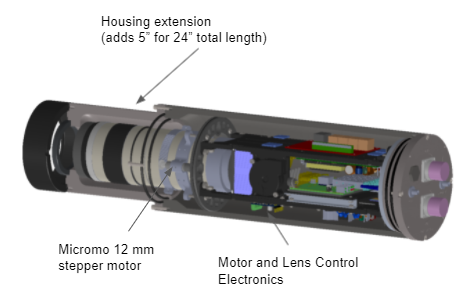 Housing extension
(adds 5” for 24” total length)
Micromo 12 mm
stepper motor
Motor and Lens Control
Electronics